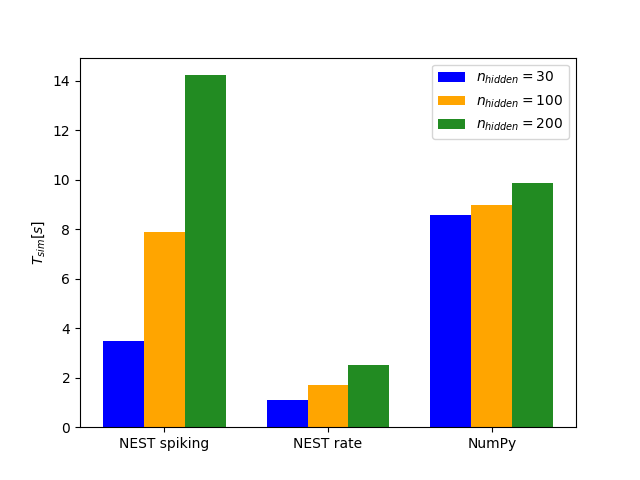 14
12
10
8
6
4
2
0
T_sim[s]
n_hidden = 30
n_hidden = 100
n_hidden = 200
NEST spiking
NEST rate
NumPy